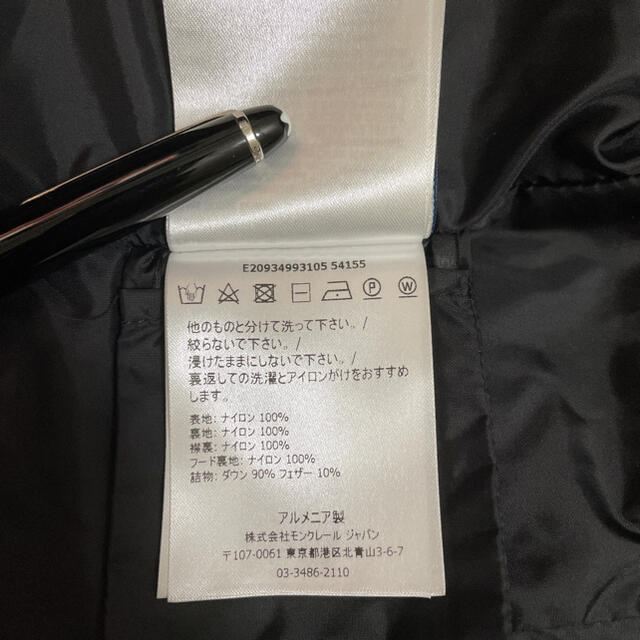 E20934993105 54155
P W
他のものと分けて洗って下さい。/
絞らないで下さい。/
浸けたままにしないで下さい。/
裏返しての洗濯とアイロンがけをおすすめ
します。
表地: ナイロン 100%
裏地: ナイロン 100%
襟裏: ナイロン 100%
フード裏地: ナイロン 100%
詰物: ダウン 90% フェザー 10%
アルメニア製
株式会社モンクレール ジャパン
〒107-0061 東京都港区北青山3-6-7
03-3486-2110